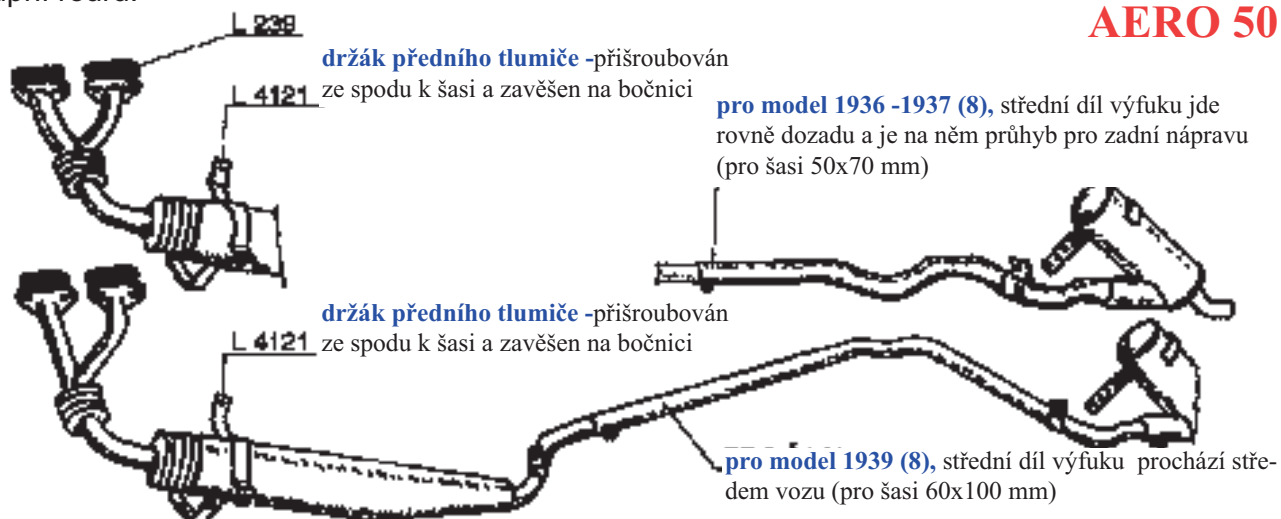 AERO 50
L 239
držák předního tlumiče -přišroubován
ze spodu k šasi a zavěšen na bočnici
L 4121
pro model 1936 -1937 (8), střední díl výfuku jde
rovně dozadu a je na něm průhyb pro zadní nápravu
(pro šasi 50x70 mm)
držák předního tlumiče -přišroubován
ze spodu k šasi a zavěšen na bočnici
L 4121
pro model 1939 (8), střední díl výfuku prochází stře-
dem vozu (pro šasi 60x100 mm)